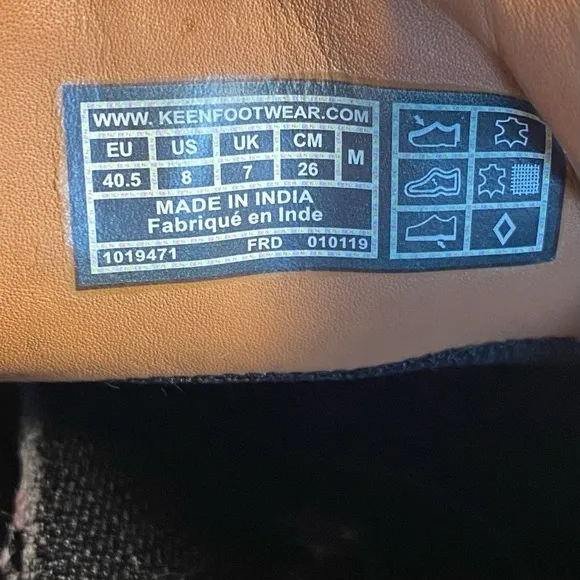 WWW. KEENFOOTWEAR.COM
EU US UK CM M
40.5 8 7 26
MADE IN INDIA
Fabriqué en Inde
1019471 FRD 010119